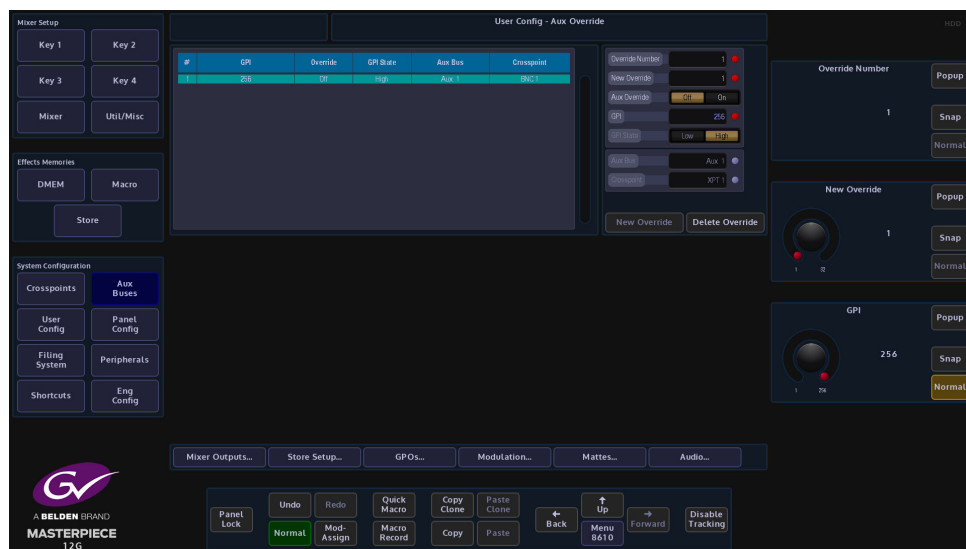 Mixer Setup
Key 1
Key 2
Key 3
Key 4
Mixer
Util/Misc
Effects Memories
DMEM
Macro
Store
System Configuration
Crosspoints
Aux
Buses
User
Config
Panel
Config
Filing
System
Peripherals
Shortcuts
Eng
Config
GV
A BELDEN BRAND
MASTERPIECE
12G
User Config - Aux Override
# GPI Override GPI State Aux Bus Crosspoint
1 256 Off High Aux 1 BNC 1
Override Number 1
New Override 1
Aux Override Off On
GPI 256
GPI State Low High
Aux Bus Aux 1
Crosspoint XPT 1
New Override
Delete Override
HDD
Override Number
1
Popup
Snap
Normal
New Override
1
1 32
Popup
Snap
Normal
GPI
256
1 256
Popup
Snap
Normal
Mixer Outputs...
Store Setup...
GPOs...
Modulation...
Mattes...
Audio...
Panel
Lock
Undo
Redo
Normal
Mod-
Assign
Quick
Macro
Macro
Record
Copy
Clone
Paste
Clone
Copy
Paste
←
Back
↑
Up
Menu
8610
→
Forward
Disable
Tracking